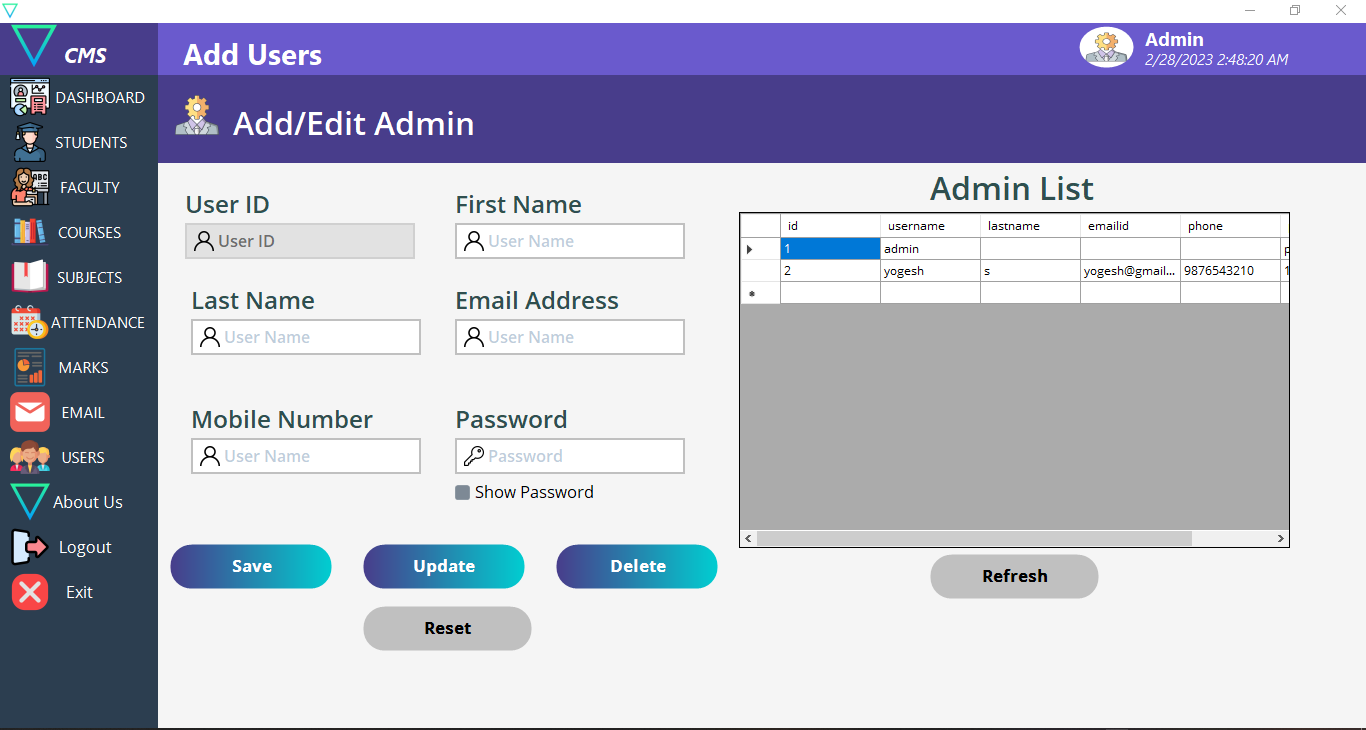 CMS
Add Users
Admin
2/28/2023 2:48:20 AM
DASHBOARD
STUDENTS
FACULTY
COURSES
SUBJECTS
ATTENDANCE
MARKS
EMAIL
USERS
About Us
Logout
Exit
Add/Edit Admin
User ID
User ID
First Name
User Name
Last Name
User Name
Email Address
User Name
Mobile Number
User Name
Password
Password
Show Password
Save
Update
Delete
Reset
Admin List
id username lastname emailid phone
1 admin p
2 yogesh s yogesh@gmail... 9876543210 1
Refresh